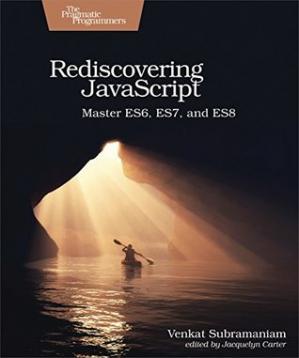 The
Pragmatic
Programmers
Rediscovering
JavaScript
Master ES6, ES7, and ES8
Venkat Subramaniam
edited by Jacquelyn Carter